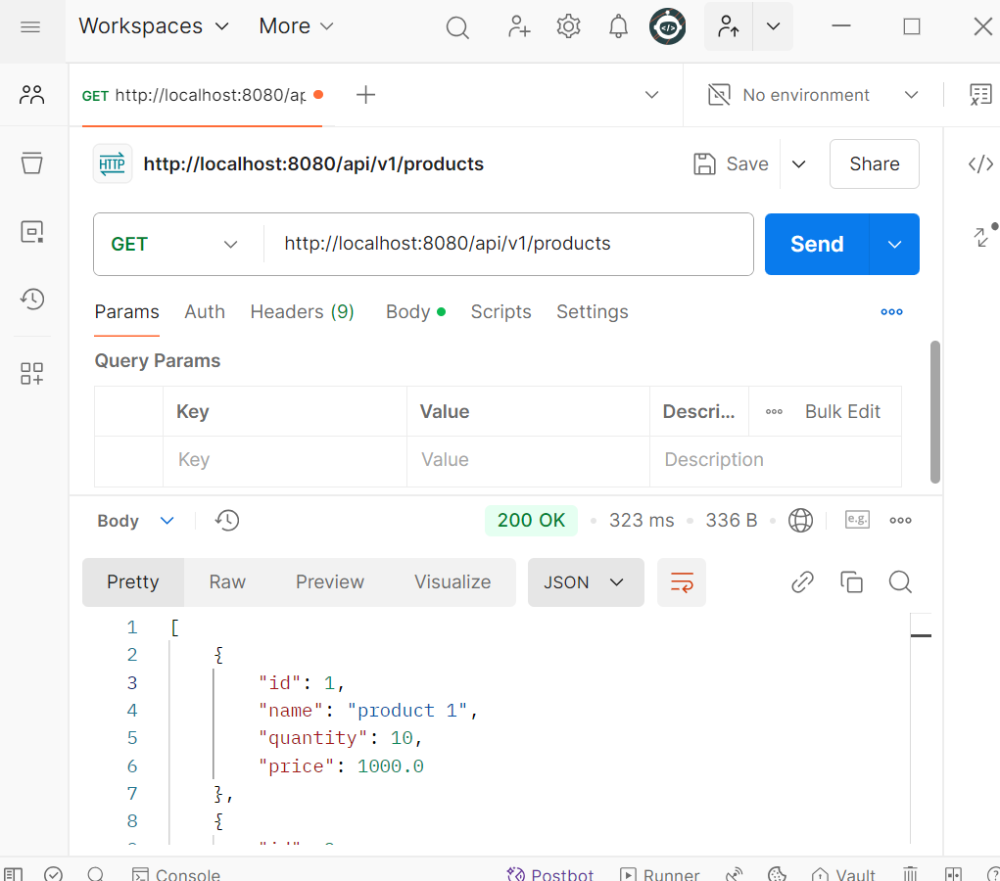 Workspaces More
GET http://localhost:8080/ap No environment
HTTP http://localhost:8080/api/v1/products Save Share
GET http://localhost:8080/api/v1/products Send
Params Auth Headers (9) Body Scripts Settings
Query Params
Key Value Descri... Bulk Edit
Key Value Description
Body 200 OK 323 ms 336 B e.g.
Pretty Raw Preview Visualize JSON
1 [
2 {
3 "id": 1,
4 "name": "product 1",
5 "quantity": 10,
6 "price": 1000.0
7 },
8 {
Console Postbot Runner Vault